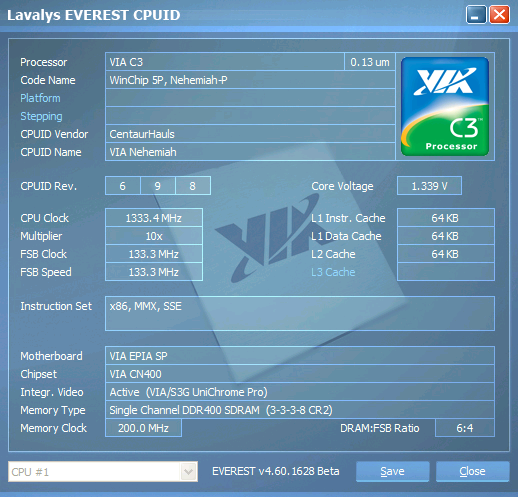 Lavalys EVEREST CPUID
Processor VIA C3 0.13 um
Code Name WinChip 5P, Nehemiah-P
Platform
Stepping
CPUID Vendor CentaurHauls
CPUID Name VIA Nehemiah
VIA
C3™
Processor
CPUID Rev. 6 9 8 Core Voltage 1.339 V
CPU Clock 1333.4 MHz L1 Instr. Cache 64 KB
Multiplier 10x L1 Data Cache 64 KB
FSB Clock 133.3 MHz L2 Cache 64 KB
FSB Speed 133.3 MHz L3 Cache
VIA
Instruction Set x86, MMX, SSE
Motherboard VIA EPIA SP
Chipset VIA CN400
Integr. Video Active (VIA/S3G UniChrome Pro)
Memory Type Single Channel DDR400 SDRAM (3-3-3-8 CR2)
Memory Clock 200.0 MHz DRAM:FSB Ratio 6:4
CPU #1 EVEREST v4.60.1628 Beta Save Close